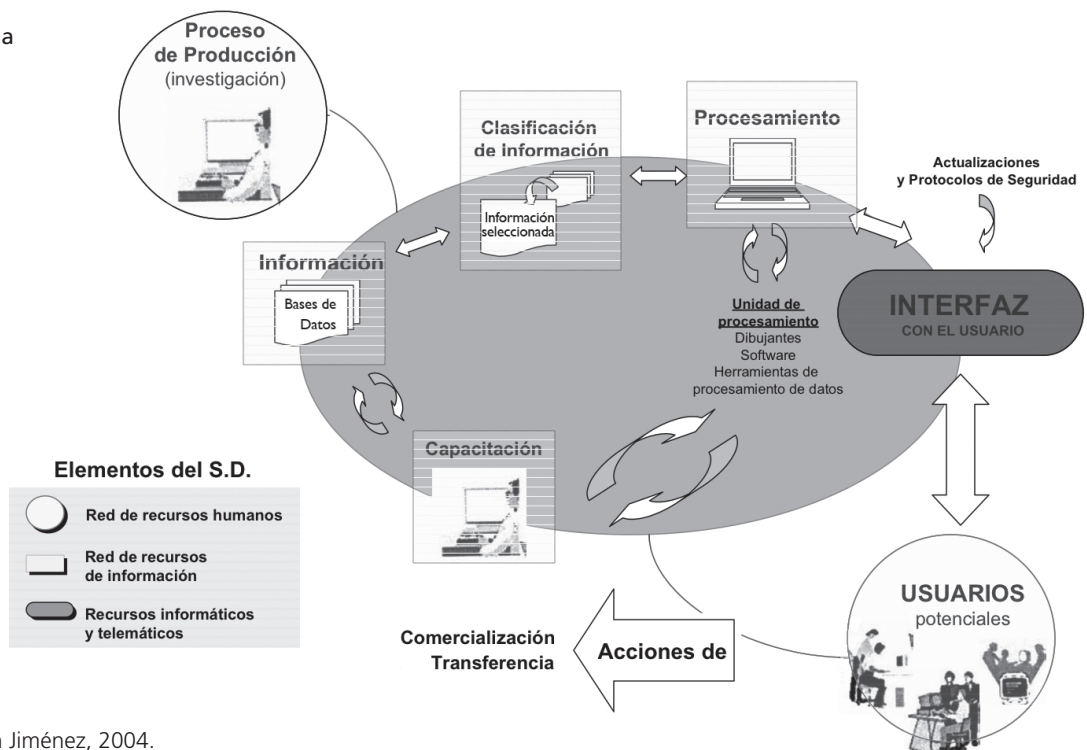 a
Proceso
de Producción
(investigación)
Clasificación
de información
Información
seleccionada
Procesamiento
Actualizaciones
y Protocolos de Seguridad
Información
Bases de
Datos
Unidad de
procesamiento
Dibujantes
Software
Herramientas de
procesamiento de datos
INTERFAZ
CON EL USUARIO
Capacitación
Elementos del S.D.
Red de recursos humanos
Red de recursos
de información
Recursos informáticos
y telemáticos
Comercialización
Transferencia
Acciones de
USUARIOS
potenciales
Jiménez, 2004.